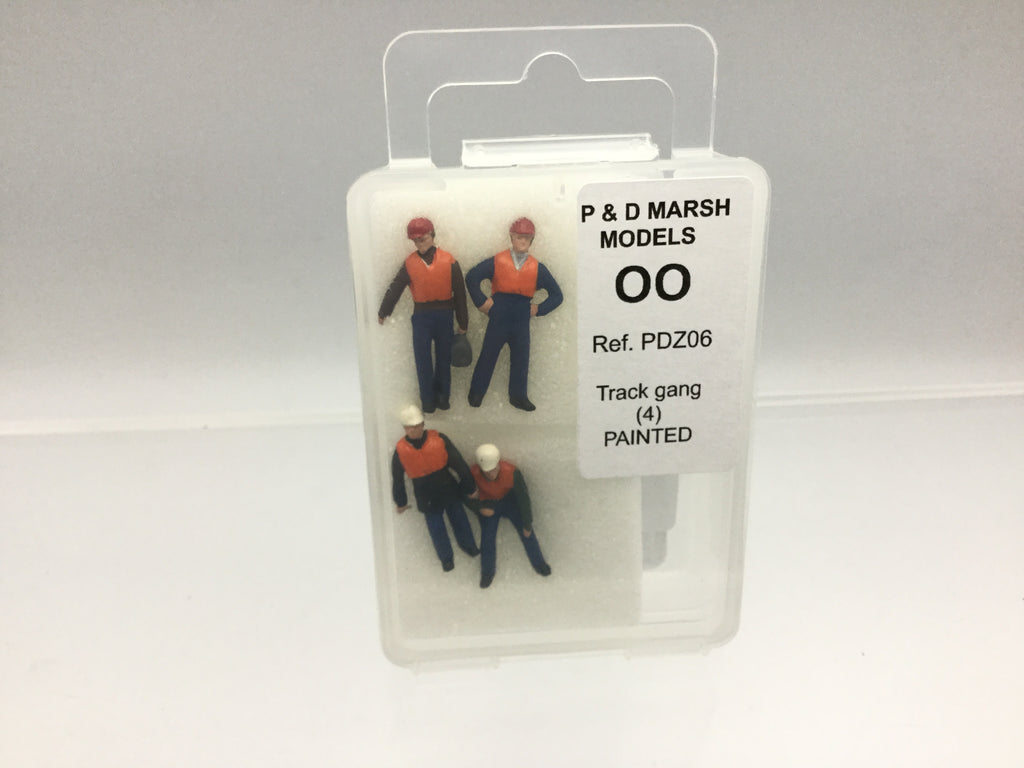 P & D MARSH
MODELS
OO
Ref. PDZ06
Track gang
(4)
PAINTED